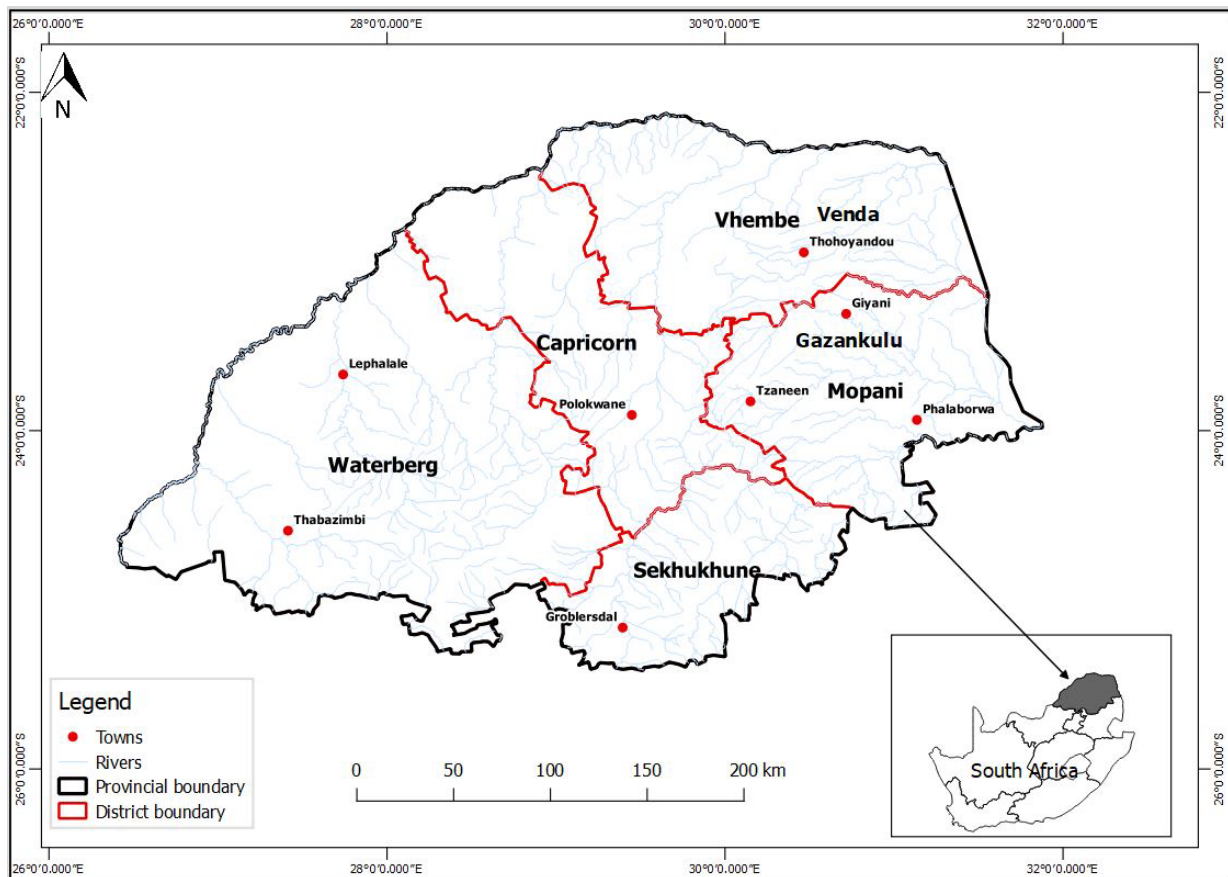 26°0′0.000″E 28°0′0.000″E 30°0′0.000″E 32°0′0.000″E
22°0′0.000″S
22°0′0.000″S
N
Vhembe
Venda
Thohoyandou
Giyani
Gazankulu
Capricorn
Lephalale
Polokwane
Tzaneen
Mopani
Phalaborwa
24°0′0.000″S
24°0′0.000″S
Waterberg
Thabazimbi
Sekhukhune
Groblersdal
Legend
Towns
Rivers
Provincial boundary
District boundary
0 50 100 150 200 km
South Africa
26°0′0.000″S
26°0′0.000″S
26°0′0.000″E 28°0′0.000″E 30°0′0.000″E 32°0′0.000″E